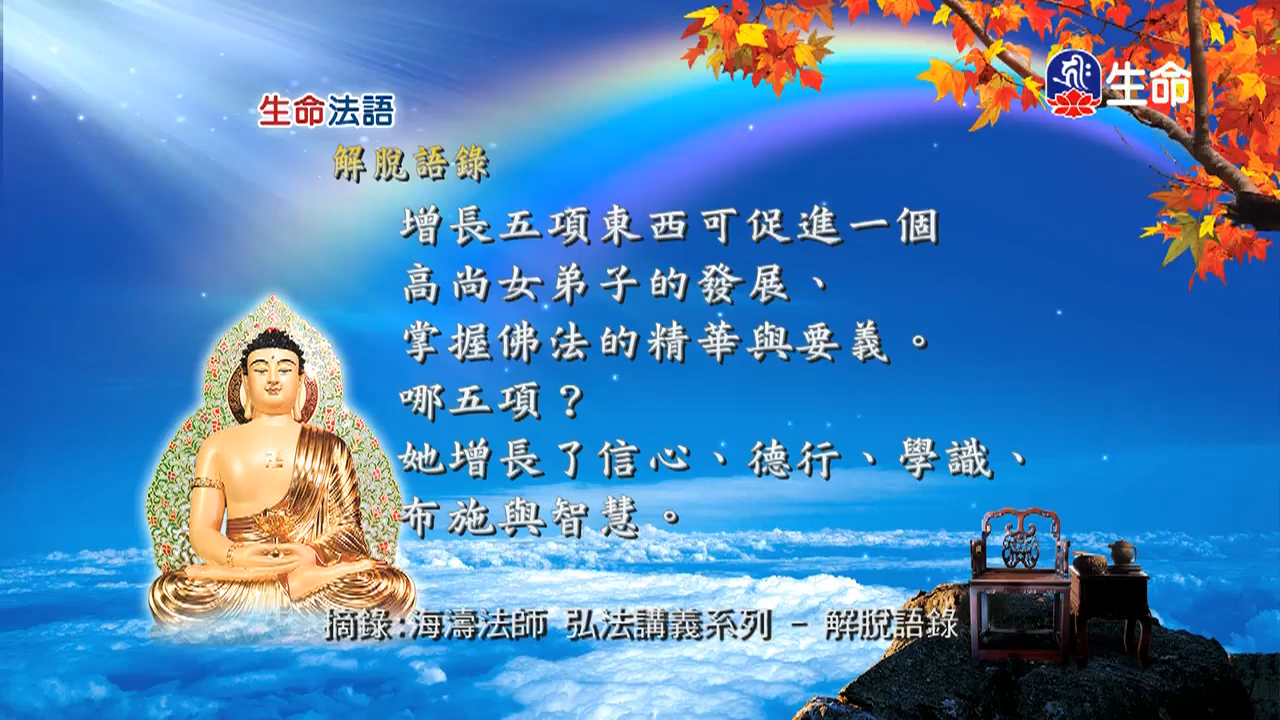 生命
生命法語
解脫語錄
增長五項東西可促進一個
高尚女弟子的發展、
掌握佛法的精華與要義。
哪五項？
她增長了信心、德行、學識、
布施與智慧。
摘錄:海濤法師 弘法講義系列 - 解脫語錄